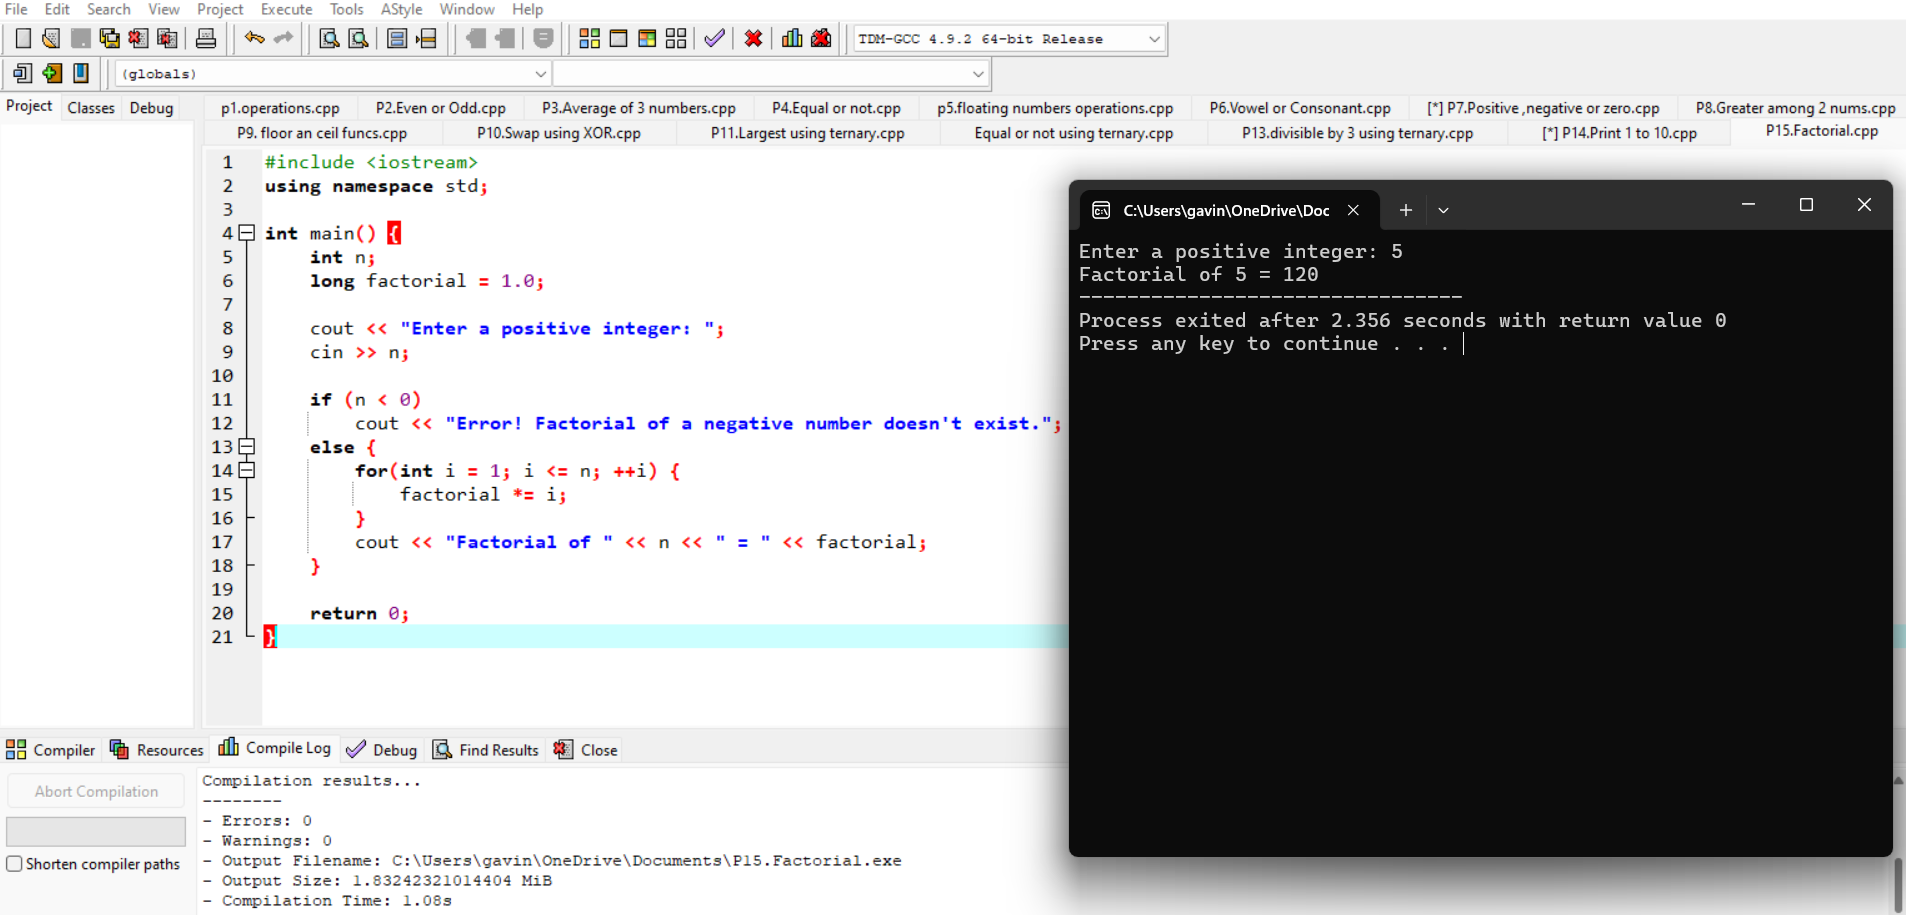 File Edit Search View Project Execute Tools AStyle Window Help
TDM-GCC 4.9.2 64-bit Release
(globals)
Project Classes Debug
p1.operations.cpp P2.Even or Odd.cpp P3.Average of 3 numbers.cpp P4.Equal or not.cpp p5.floating numbers operations.cpp P6.Vowel or Consonant.cpp [*] P7.Positive ,negative or zero.cpp P8.Greater among 2 nums.cpp
P9. floor an ceil funcs.cpp P10.Swap using XOR.cpp P11.Largest using ternary.cpp Equal or not using ternary.cpp P13.divisible by 3 using ternary.cpp [*] P14.Print 1 to 10.cpp P15.Factorial.cpp
1 #include <iostream>
2 using namespace std;
3
4 int main() {
5 int n;
6 long factorial = 1.0;
7
8 cout << "Enter a positive integer: ";
9 cin >> n;
10
11 if (n < 0)
12 cout << "Error! Factorial of a negative number doesn't exist.";
13 else {
14 for(int i = 1; i <= n; ++i) {
15 factorial *= i;
16 }
17 cout << "Factorial of " << n << " = " << factorial;
18 }
19
20 return 0;
21 }
C:\Users\gavin\OneDrive\Doc
Enter a positive integer: 5
Factorial of 5 = 120
--------------------------------
Process exited after 2.356 seconds with return value 0
Press any key to continue . . .
Compiler Resources Compile Log Debug Find Results Close
Abort Compilation
Shorten compiler paths
Compilation results...
--------
- Errors: 0
- Warnings: 0
- Output Filename: C:\Users\gavin\OneDrive\Documents\P15.Factorial.exe
- Output Size: 1.83242321014404 MiB
- Compilation Time: 1.08s